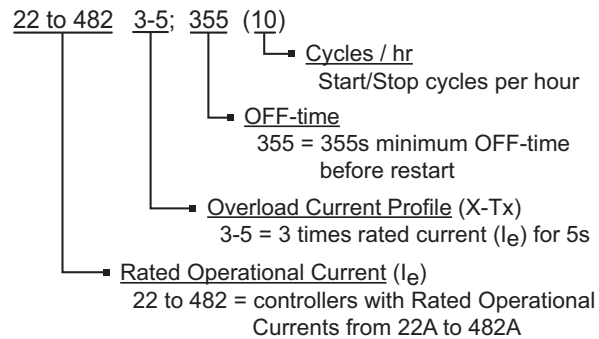 22 to 482 3-5; 355 (10)
Cycles / hr
Start/Stop cycles per hour
OFF-time
355 = 355s minimum OFF-time
before restart
Overload Current Profile (X-Tx)
3-5 = 3 times rated current (Ie) for 5s
Rated Operational Current (Ie)
22 to 482 = controllers with Rated Operational
Currents from 22A to 482A